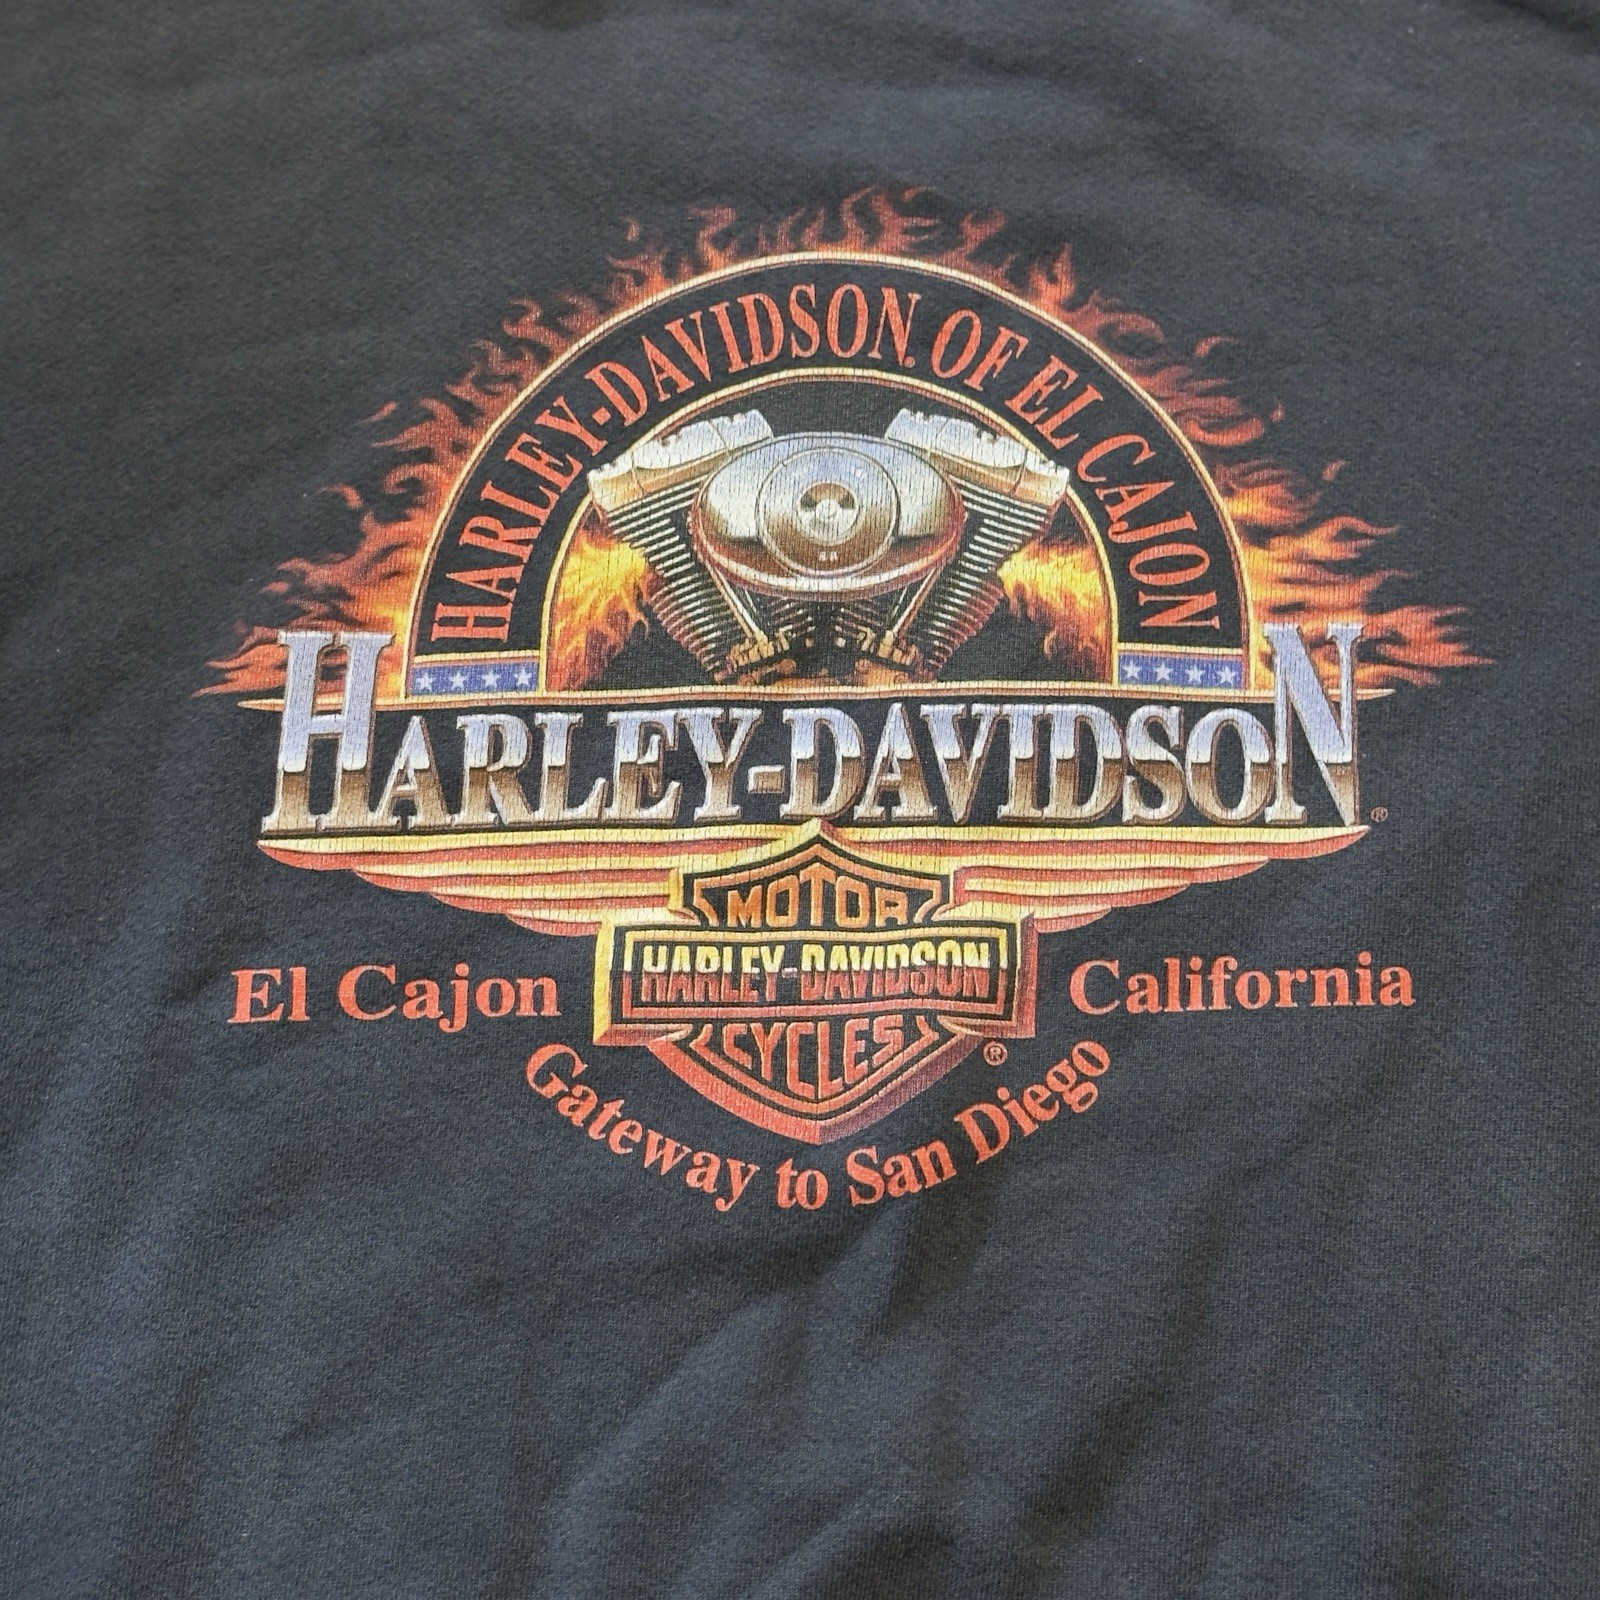 HARLEY-DAVIDSON OF EL CAJON
HARLEY-DAVIDSON®
MOTOR
HARLEY-DAVIDSON
CYCLES
®
El Cajon California
Gateway to San Diego